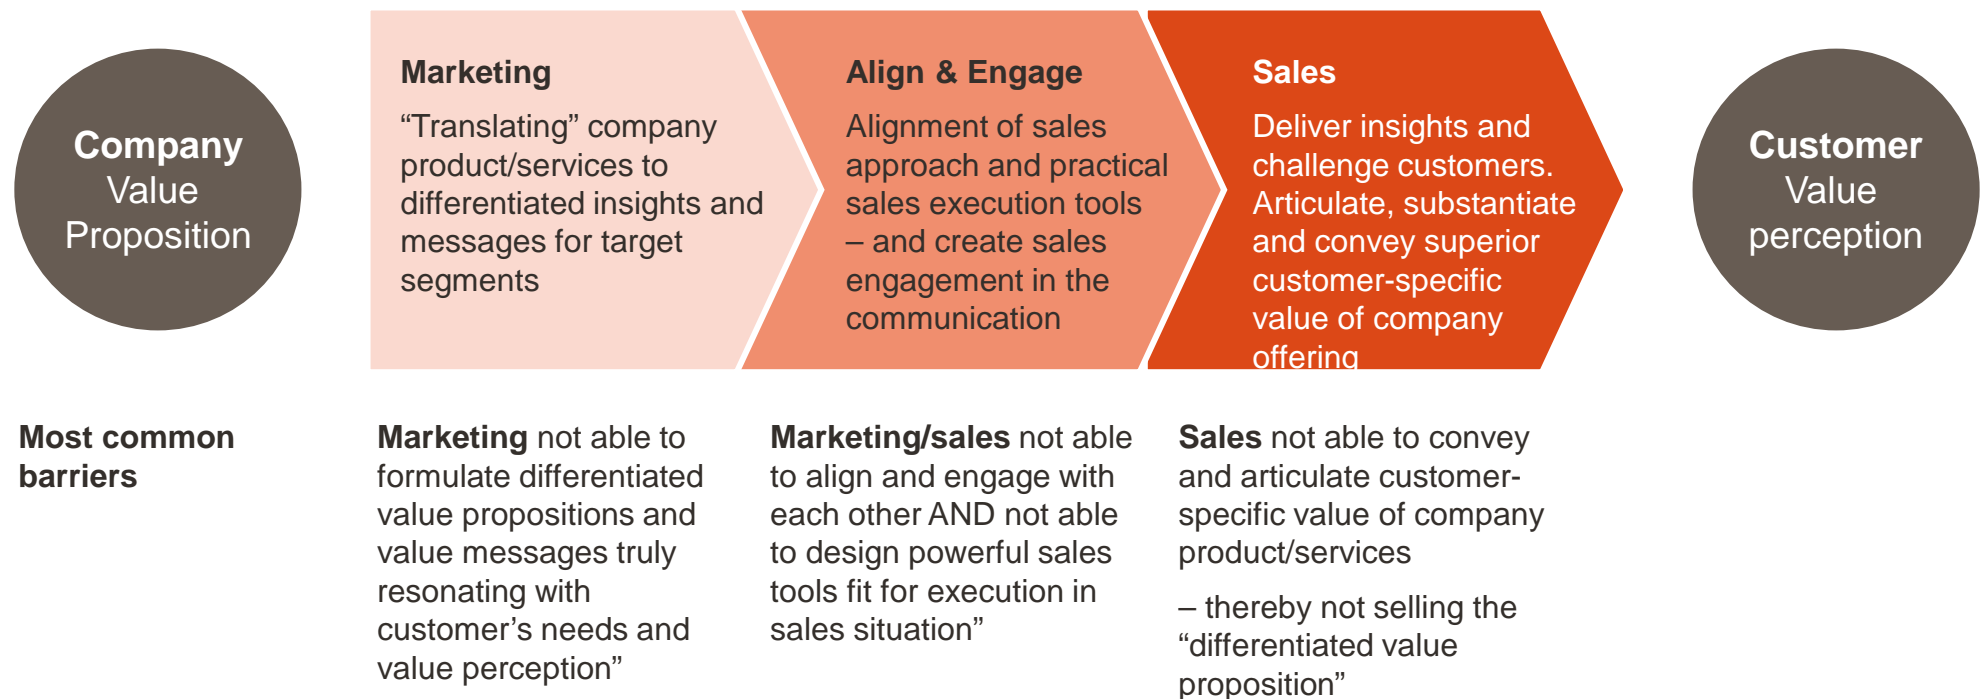 Company
Value
Proposition
Marketing
“Translating” company
product/services to
differentiated insights and
messages for target
segments
Align & Engage
Alignment of sales
approach and practical
sales execution tools
– and create sales
engagement in the
communication
Sales
Deliver insights and
challenge customers.
Articulate, substantiate
and convey superior
customer-specific
value of company
offering
Customer
Value
perception
Most common
barriers
Marketing not able to
formulate differentiated
value propositions and
value messages truly
resonating with
customer’s needs and
value perception”
Marketing/sales not able
to align and engage with
each other AND not able
to design powerful sales
tools fit for execution in
sales situation”
Sales not able to convey
and articulate customer-
specific value of company
product/services
– thereby not selling the
“differentiated value
proposition”